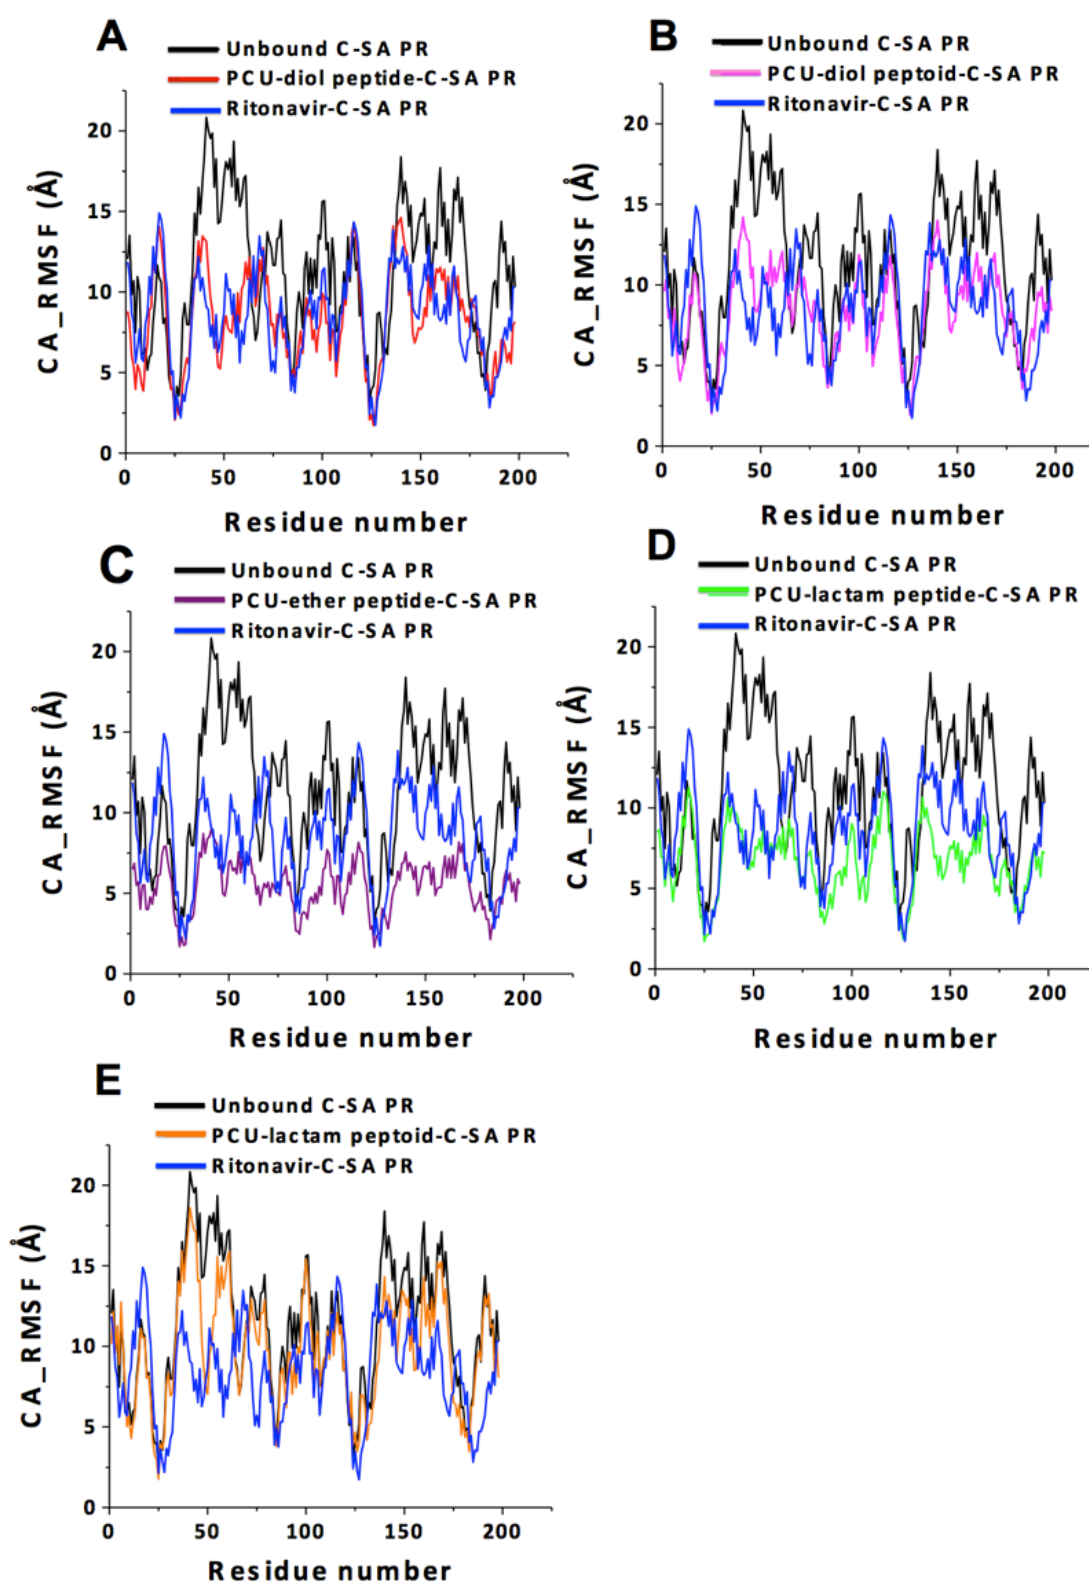 A
Unbound C-SA PR
PCU-diol peptide-C-SA PR
Ritonavir-C-SA PR
CA_RMSF (Å)
20
15
10
5
0
0 50 100 150 200
Residue number
B
Unbound C-SA PR
PCU-diol peptoid-C-SA PR
Ritonavir-C-SA PR
CA_RMSF (Å)
20
15
10
5
0
0 50 100 150 200
Residue number
C
Unbound C-SA PR
PCU-ether peptide-C-SA PR
Ritonavir-C-SA PR
CA_RMSF (Å)
20
15
10
5
0
0 50 100 150 200
Residue number
D
Unbound C-SA PR
PCU-lactam peptide-C-SA PR
Ritonavir-C-SA PR
CA_RMSF (Å)
20
15
10
5
0
0 50 100 150 200
Residue number
E
Unbound C-SA PR
PCU-lactam peptoid-C-SA PR
Ritonavir-C-SA PR
CA_RMSF (Å)
20
15
10
5
0
0 50 100 150 200
Residue number